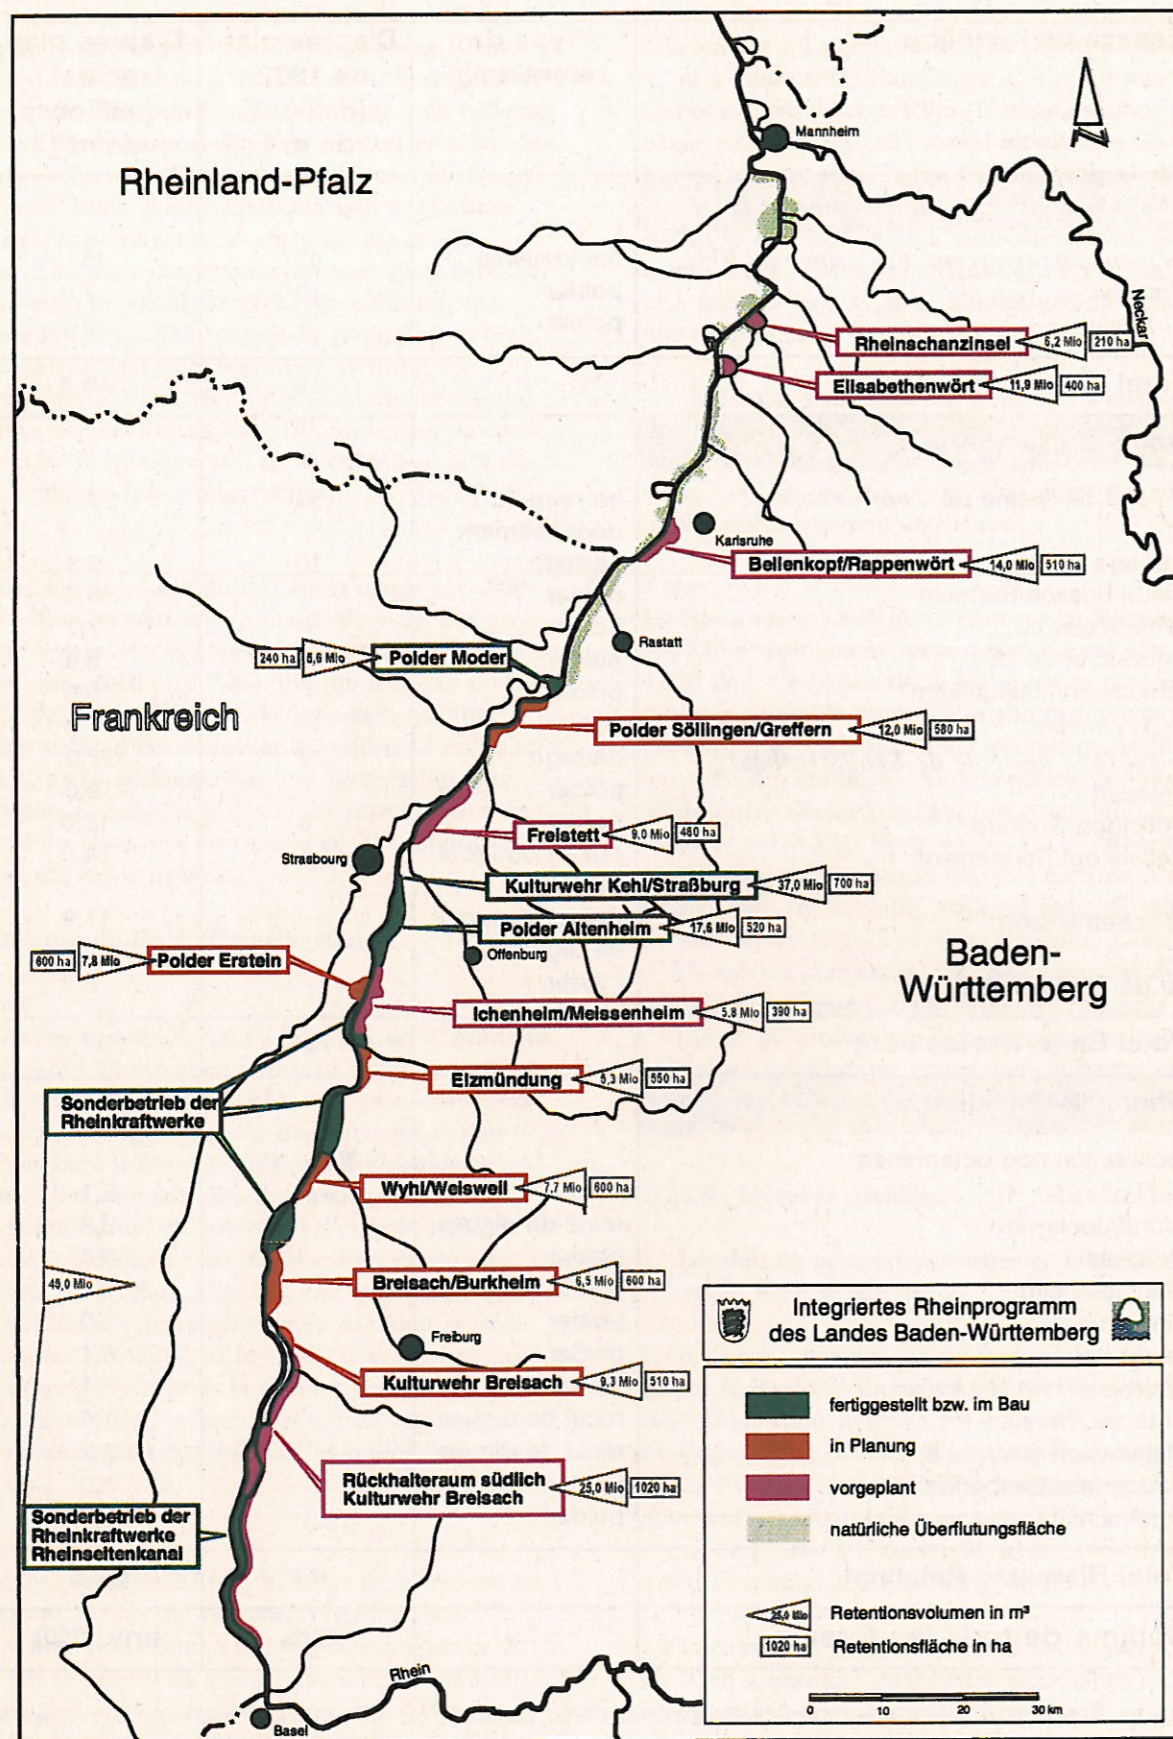 Mannheim
Rheinland-Pfalz
Neckar
Rheinschanzinsel
6,2 Mio
210 ha
Elisabethenwört
11,9 Mio
400 ha
Karlsruhe
Bellenkopf/Rappenwört
14,0 Mio
510 ha
Rastatt
240 ha
5,6 Mio
Polder Moder
Frankreich
Polder Söllingen/Greffern
12,0 Mio
580 ha
Freistett
9,0 Mio
480 ha
Strasbourg
Kulturwehr Kehl/Straßburg
37,0 Mio
700 ha
Polder Altenheim
17,6 Mio
520 ha
Offenburg
600 ha
7,8 Mio
Polder Erstein
Baden-
Württemberg
Ichenheim/Meissenheim
5.8 Mio
390 ha
Elzmündung
5,3 Mio
550 ha
Sonderbetrieb der
Rheinkraftwerke
Wyhl/Weisweil
7,7 Mio
600 ha
45,0 Mio
Breisach/Burkheim
6,5 Mio
600 ha
Freiburg
Kulturwehr Breisach
9,3 Mio
510 ha
Rückhalteraum südlich
Kulturwehr Breisach
25,0 Mio
1020 ha
Sonderbetrieb der
Rheinkraftwerke
Rheinseitenkanal
Rhein
Basel
Integriertes Rheinprogramm
des Landes Baden-Württemberg
fertiggestellt bzw. im Bau
in Planung
vorgeplant
natürliche Überflutungsfläche
25,0 Mio
Retentionsvolumen in m³
1020 ha
Retentionsfläche in ha
0 10 20 30 km